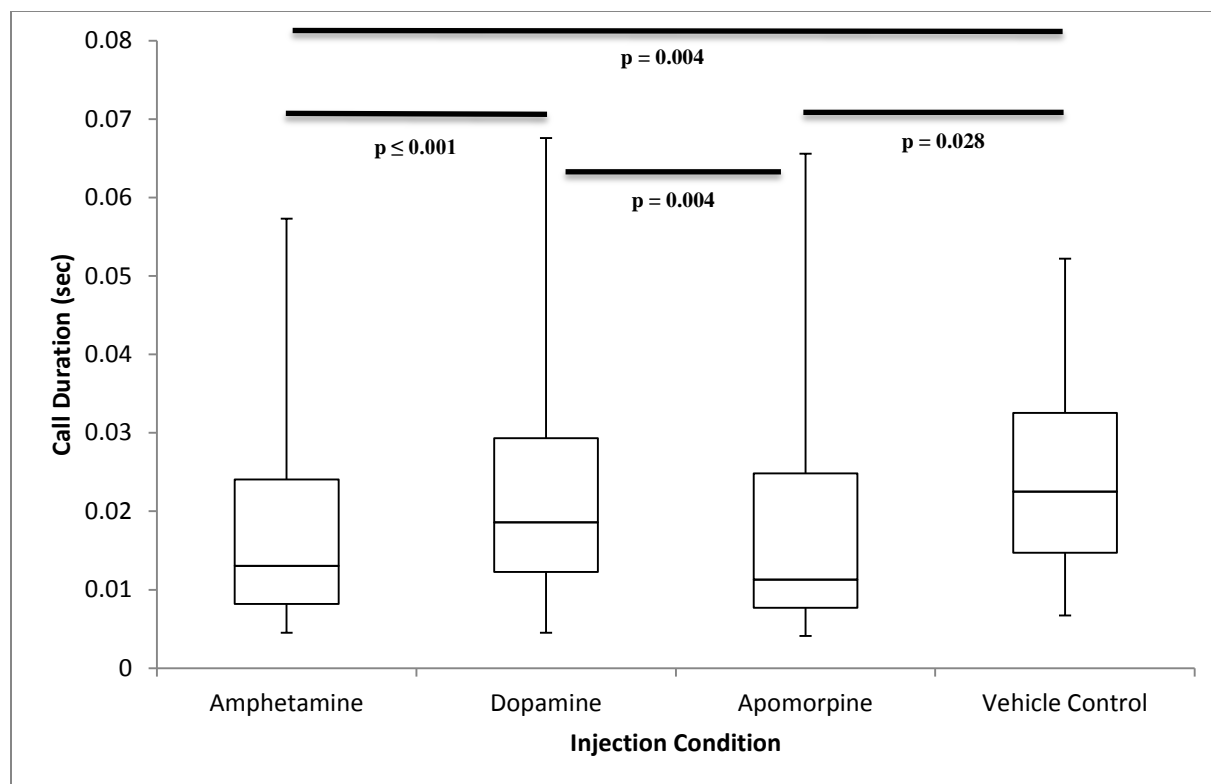 0.08
p = 0.004
0.07
p ≤ 0.001
p = 0.028
0.06
p = 0.004
0.05
0.04
0.03
0.02
0.01
0
Call Duration (sec)
Amphetamine Dopamine Apomorpine Vehicle Control
Injection Condition